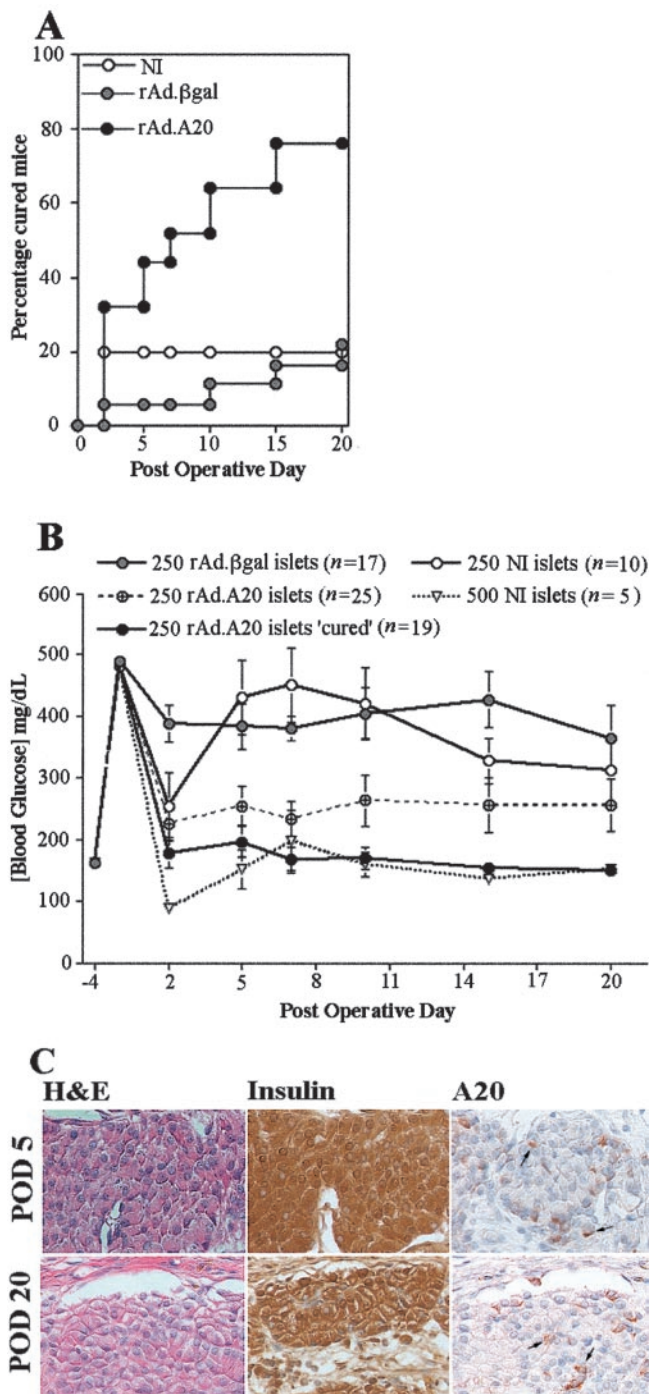 A
100
80
60
40
20
0
Percentage cured mice
NI
rAd.βgal
rAd.A20
0 5 10 15 20
Post Operative Day
B
250 rAd.βgal islets (n=17) 250 NI islets (n=10)
250 rAd.A20 islets (n=25) 500 NI islets (n= 5)
250 rAd.A20 islets 'cured' (n=19)
600
500
400
300
200
100
0
[Blood Glucose] mg/dL
-4 2 5 8 11 14 17 20
Post Operative Day
C
H&E Insulin A20
POD 5
POD 20